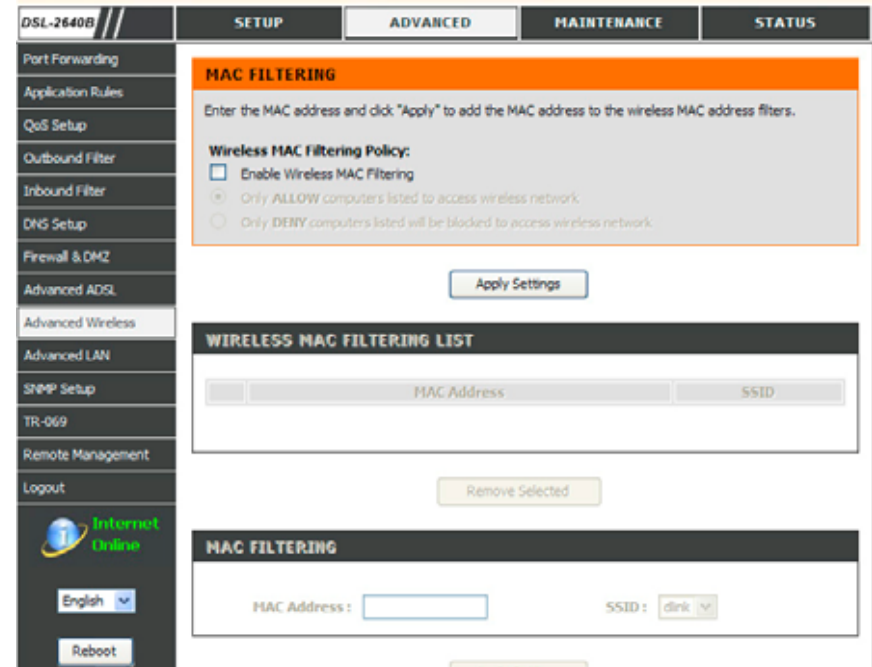 DSL-2640B
SETUP
ADVANCED
MAINTENANCE
STATUS
Port Forwarding
Application Rules
QoS Setup
Outbound Filter
Inbound Filter
DNS Setup
Firewall & DMZ
Advanced ADSL
Advanced Wireless
Advanced LAN
SNMP Setup
TR-069
Remote Management
Logout
Internet
Online
English
Reboot
MAC FILTERING
Enter the MAC address and click "Apply" to add the MAC address to the wireless MAC address filters.
Wireless MAC Filtering Policy:
Enable Wireless MAC Filtering
Only ALLOW computers listed to access wireless network
Only DENY computers listed will be blocked to access wireless network
Apply Settings
WIRELESS MAC FILTERING LIST
MAC Address
SSID
Remove Selected
MAC FILTERING
MAC Address :
SSID :
dlink